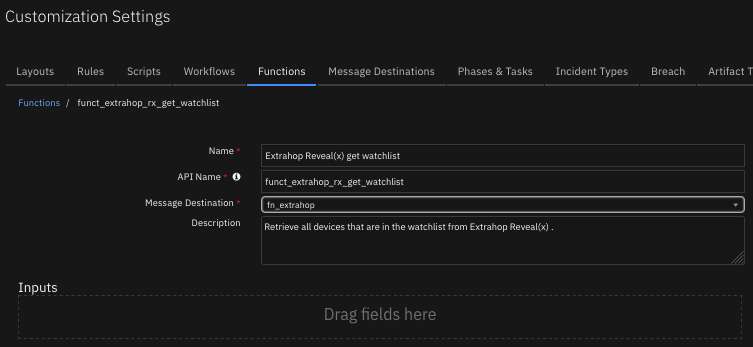 Customization Settings
Layouts Rules Scripts Workflows Functions Message Destinations Phases & Tasks Incident Types Breach Artifact T
Functions / funct_extrahop_rx_get_watchlist
Name * Extrahop Reveal(x) get watchlist
API Name * funct_extrahop_rx_get_watchlist
Message Destination * fn_extrahop
Description Retrieve all devices that are in the watchlist from Extrahop Reveal(x) .
Inputs
Drag fields here